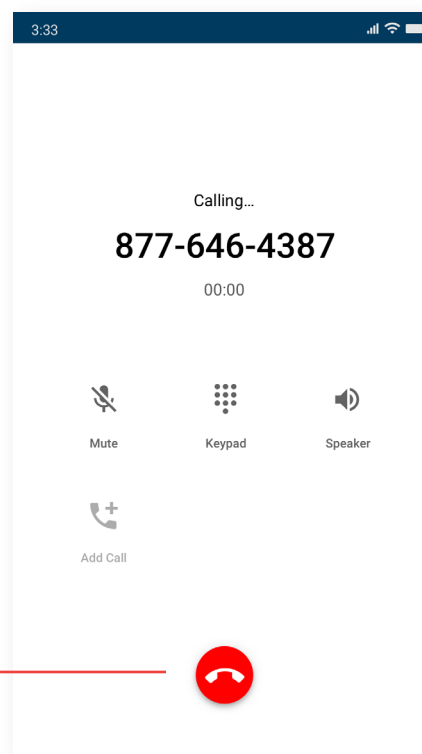 3:33
Calling...
877-646-4387
00:00
Mute Keypad Speaker
Add Call